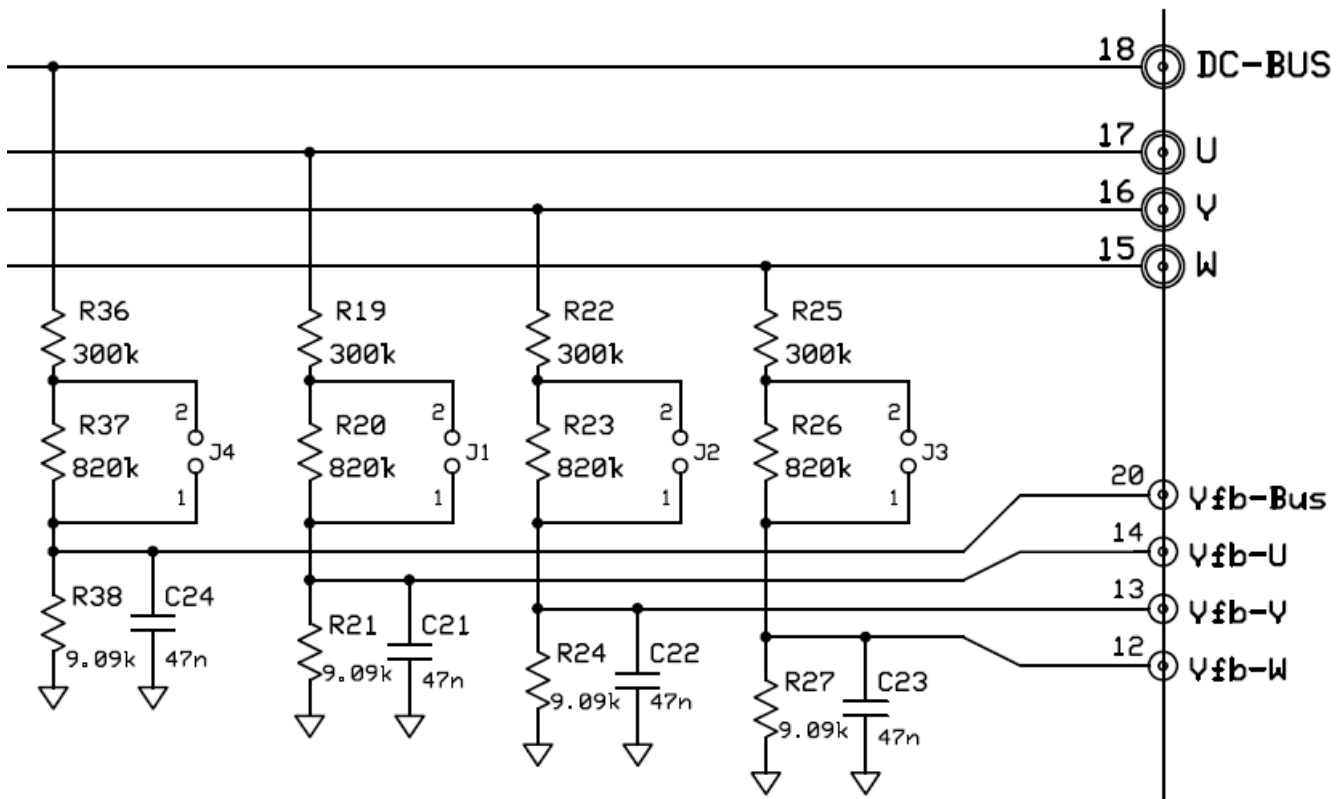 18 DC-BUS
17 U
16 V
15 W
R36 R19 R22 R25
300k 300k 300k 300k
2 2 2 2
R37 R20 R23 R26
J4 J1 J2 J3
820k 820k 820k 820k
1 1 1 1
20 Vfb-Bus
14 Vfb-U
13 Vfb-V
12 Vfb-W
R38 C24
9.09k 47n
R21 C21
9.09k 47n
R24 C22
9.09k 47n
R27 C23
9.09k 47n